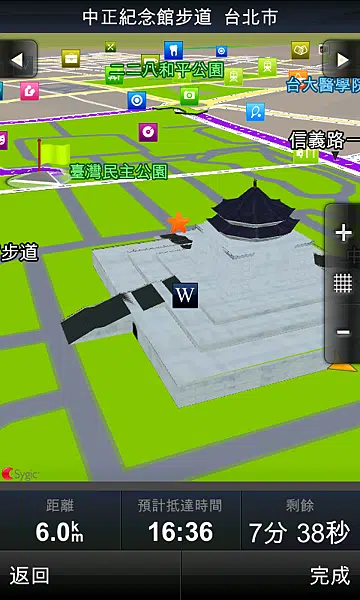 中正紀念館步道 台北市
二二八和平公園
台大醫學院
信義路一
臺灣民主公園
步道
W
Sygic
距離
預計抵達時間
剩餘
6.0km
16:36
7分 38秒
返回
完成